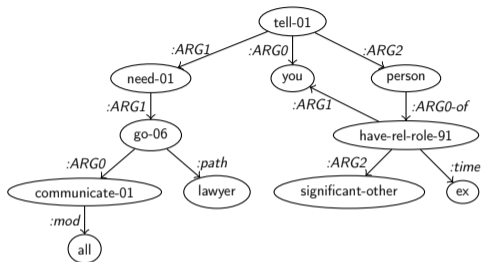 tell-01
:ARG1 :ARG0 :ARG2
need-01 you person
:ARG1 :ARG1 :ARG0-of
go-06 have-rel-role-91
:ARG0 :path :ARG2 :time
communicate-01 lawyer significant-other ex
:mod
all